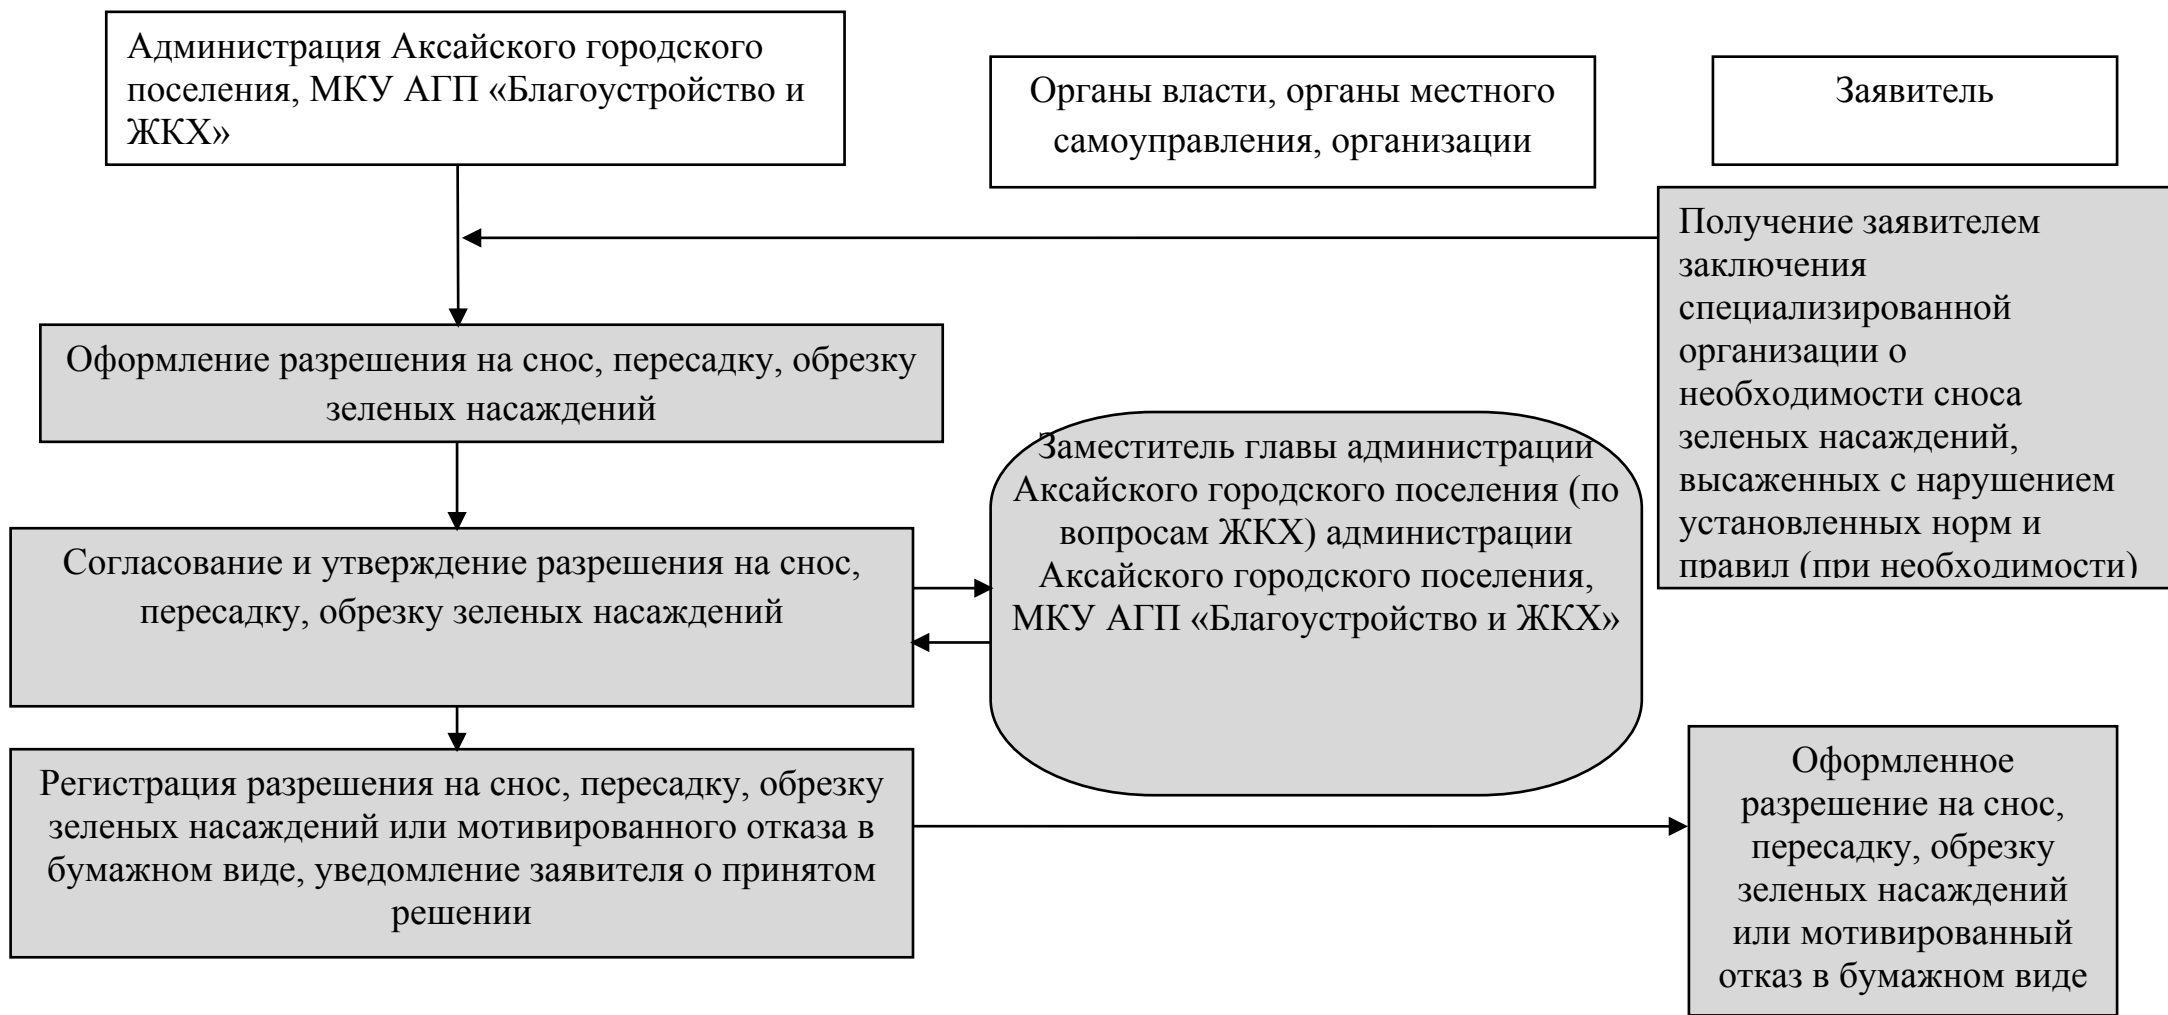 Администрация Аксайского городского
поселения, МКУ АГП «Благоустройство и
ЖКХ»
Органы власти, органы местного
самоуправления, организации
Заявитель
Получение заявителем
заключения
специализированной
организации о
необходимости сноса
зеленых насаждений,
высаженных с нарушением
установленных норм и
правил (при необходимости)
Оформление разрешения на снос, пересадку, обрезку
зеленых насаждений
Заместитель главы администрации
Аксайского городского поселения (по
вопросам ЖКХ) администрации
Аксайского городского поселения,
МКУ АГП «Благоустройство и ЖКХ»
Согласование и утверждение разрешения на снос,
пересадку, обрезку зеленых насаждений
Регистрация разрешения на снос, пересадку, обрезку
зеленых насаждений или мотивированного отказа в
бумажном виде, уведомление заявителя о принятом
решении
Оформленное
разрешение на снос,
пересадку, обрезку
зеленых насаждений
или мотивированный
отказ в бумажном виде